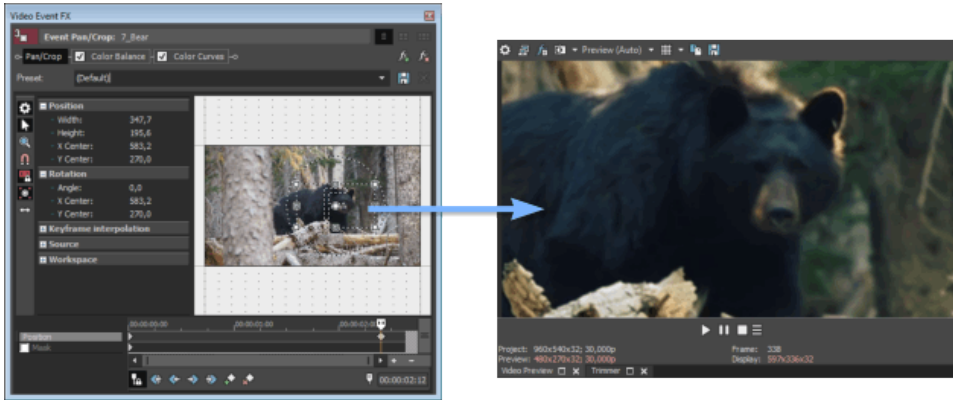 Video Event FX
Event Pan/Crop: 7_Bear
Pan/Crop Color Balance Color Curves
Preset: (Default)
Position
Width: 347,7
Height: 195,6
X Center: 583,2
Y Center: 270,0
Rotation
Angle: 0,0
X Center: 583,2
Y Center: 270,0
Keyframe interpolation
Source
Workspace
00:00:00:00 00:00:01:00 00:00:02:00
Position
Mask
00:00:02:12
Preview (Auto)
Project: 960x540x32; 30,000p Frame: 338
Preview: 480x270x32; 30,000p Display: 597x336x32
Video Preview Trimmer